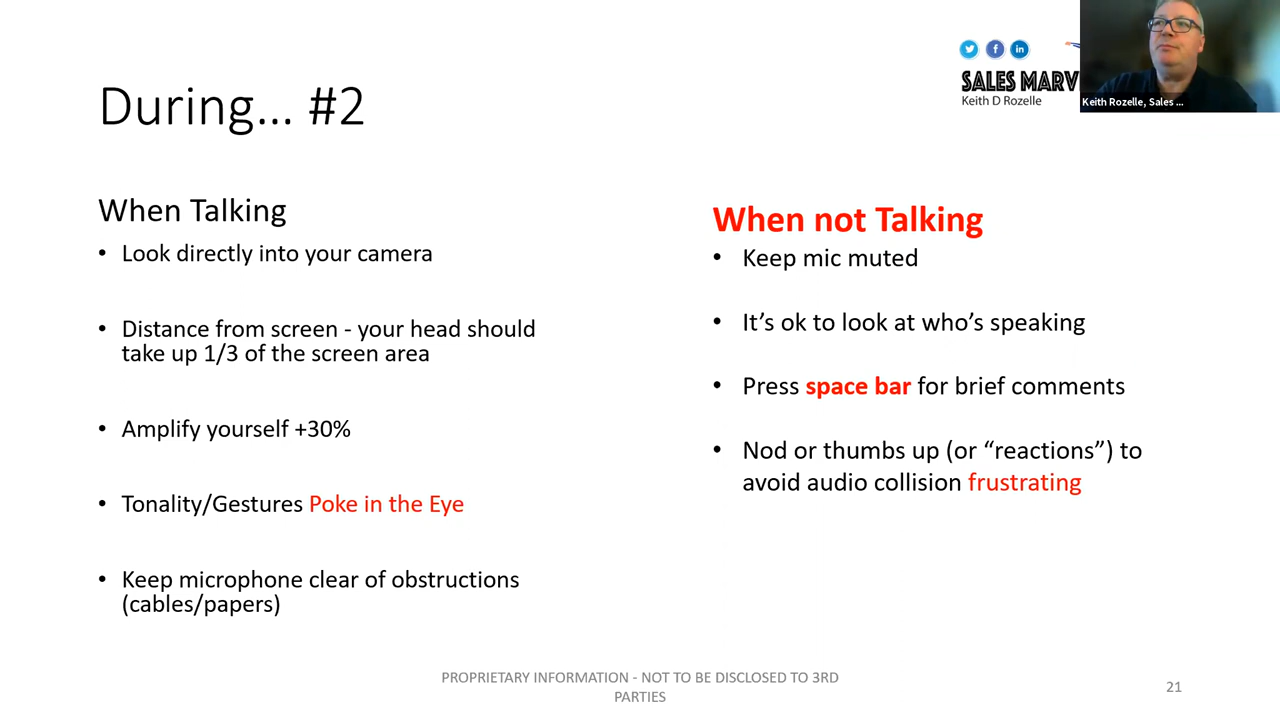 During… #2
SALES MARV
Keith D Rozelle
Keith Rozelle, Sales ...
When Talking
• Look directly into your camera
• Distance from screen - your head should
take up 1/3 of the screen area
• Amplify yourself +30%
• Tonality/Gestures Poke in the Eye
• Keep microphone clear of obstructions
(cables/papers)
When not Talking
• Keep mic muted
• It’s ok to look at who’s speaking
• Press space bar for brief comments
• Nod or thumbs up (or “reactions”) to
avoid audio collision frustrating
PROPRIETARY INFORMATION - NOT TO BE DISCLOSED TO 3RD
PARTIES
21